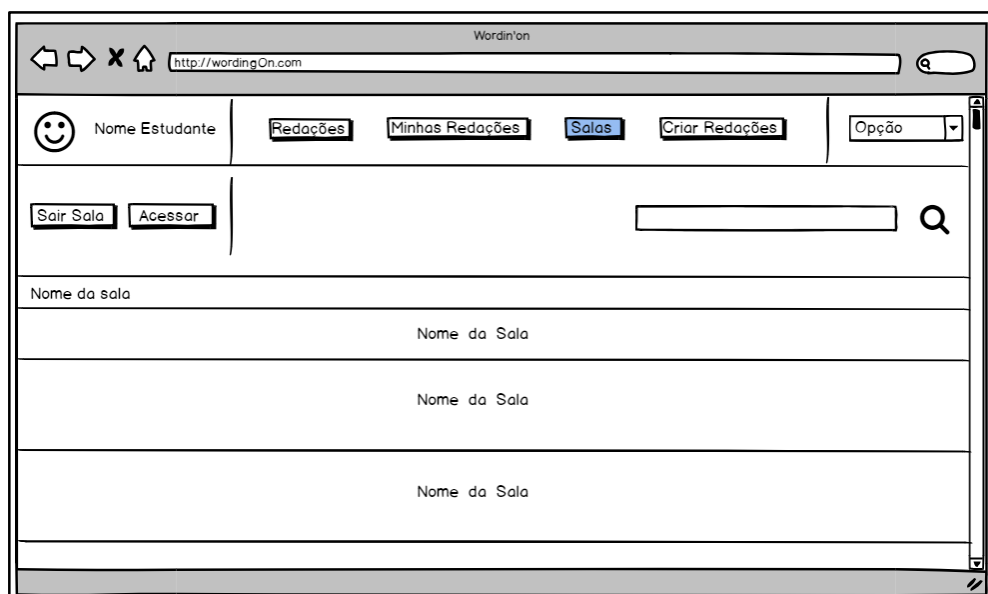 Wordin'on
http://wordingOn.com
Nome Estudante Redações Minhas Redações Salas Criar Redações Opção
Sair Sala Acessar
Nome da sala
Nome da Sala
Nome da Sala
Nome da Sala